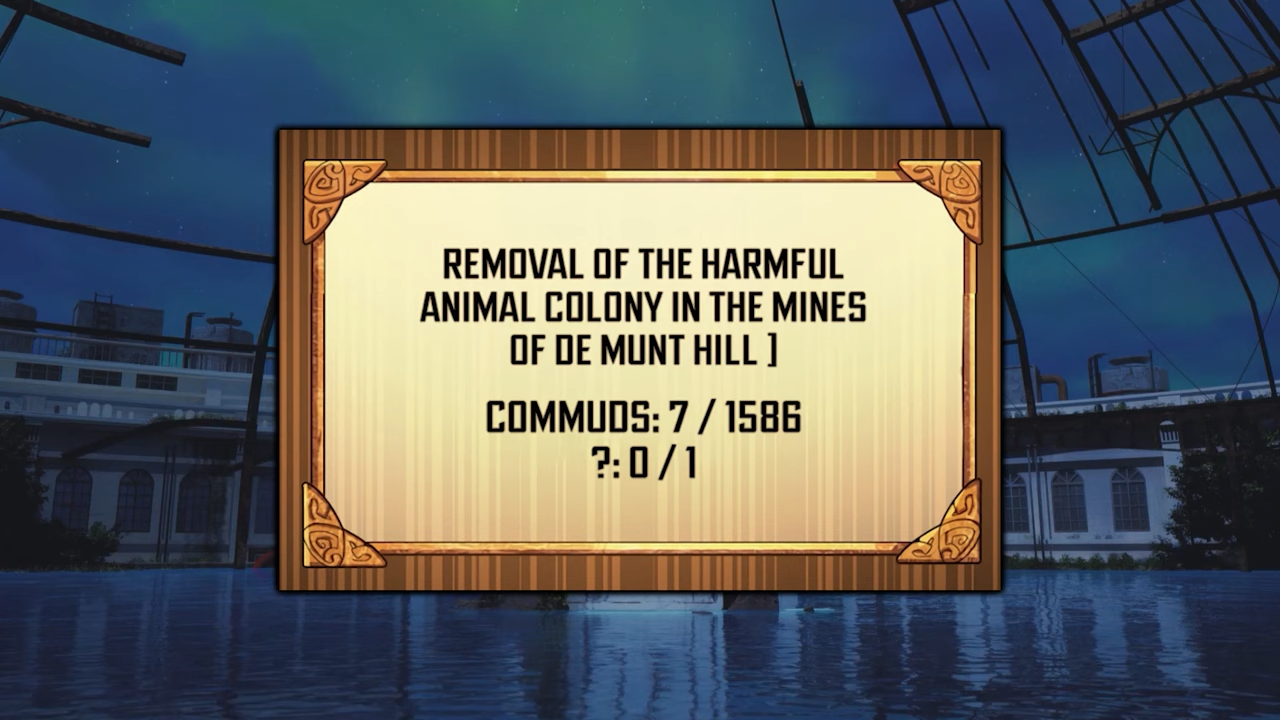 REMOVAL OF THE HARMFUL
ANIMAL COLONY IN THE MINES
OF DE MUNT HILL ]
COMMUDS: 7 / 1586
?: 0 / 1